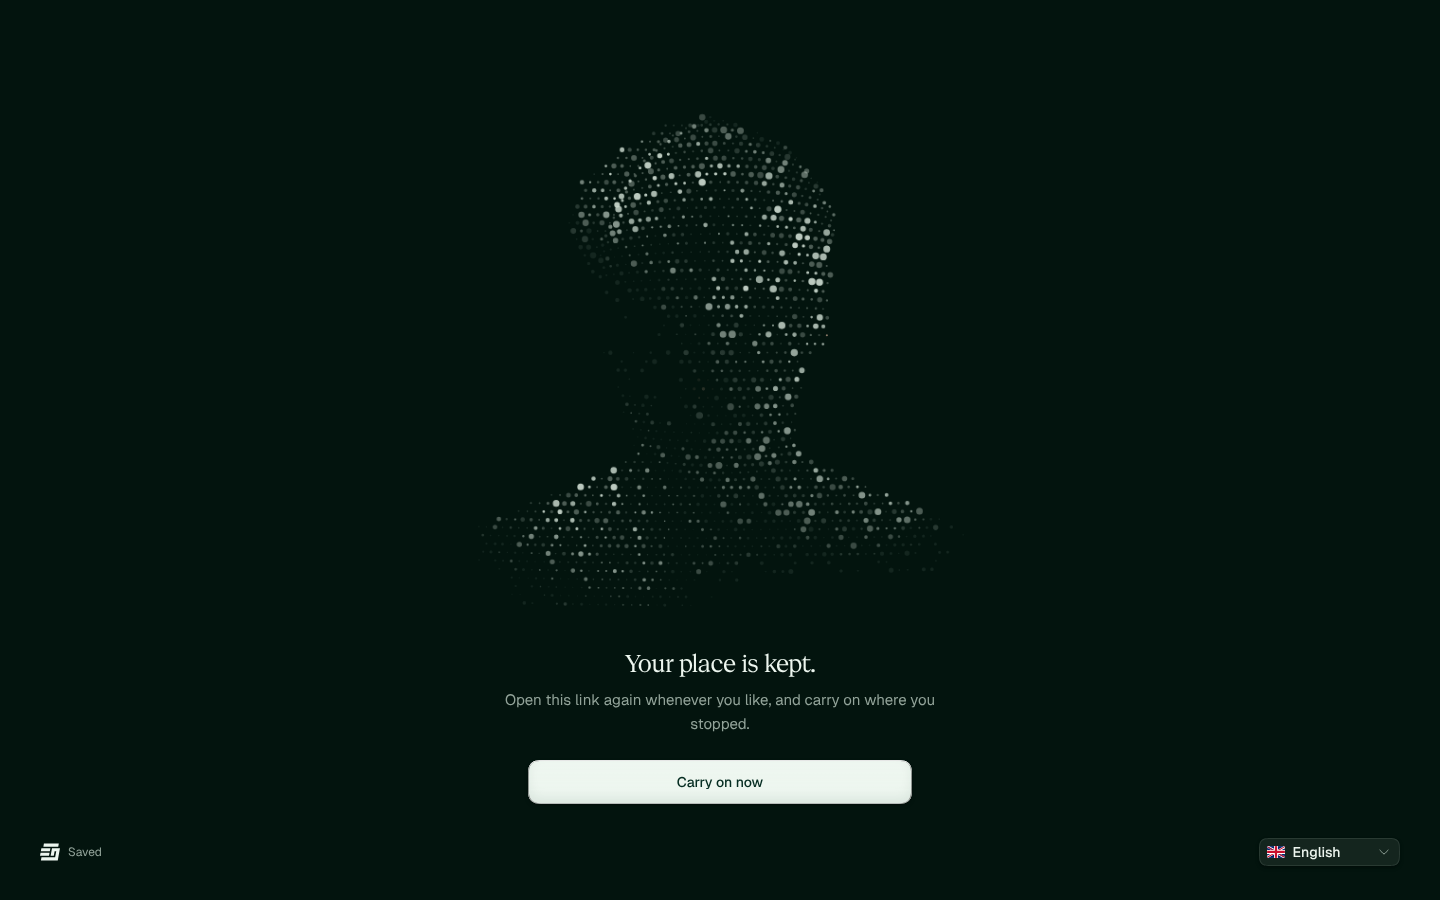 Your place is kept.
Open this link again whenever you like, and carry on where you
stopped.
Carry on now
Saved
English